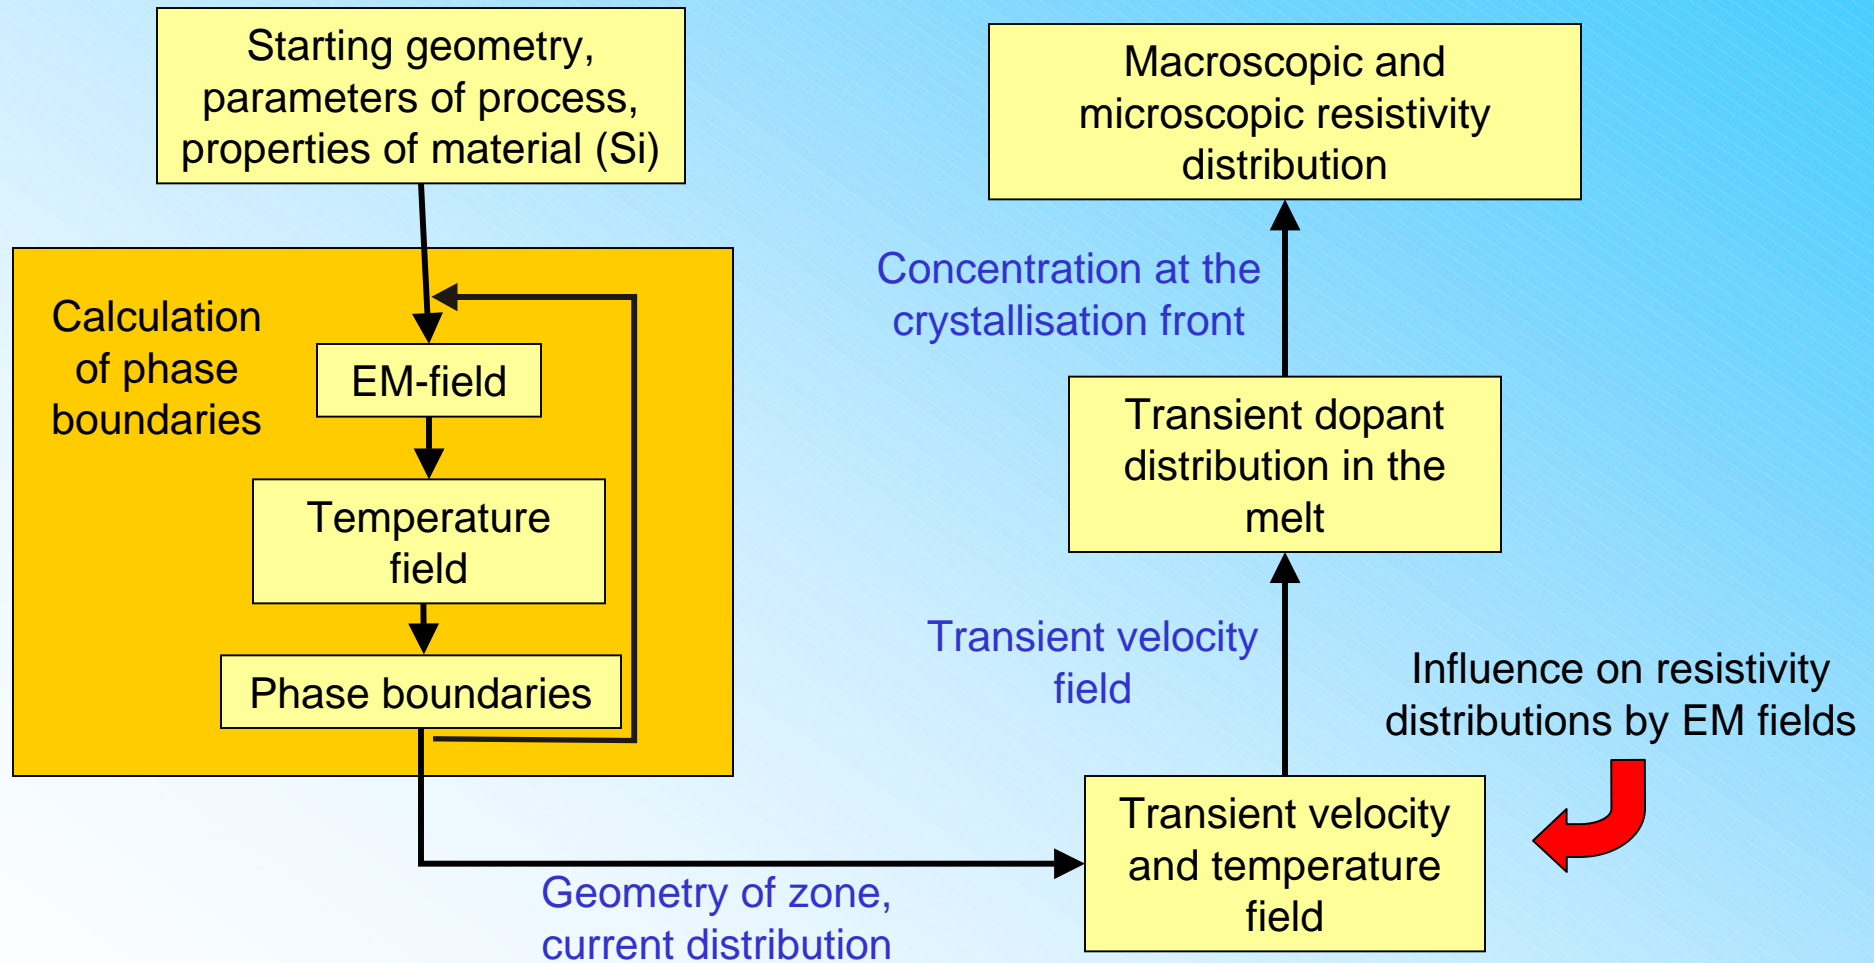 Starting geometry,
parameters of process,
properties of material (Si)
Calculation
of phase
boundaries
EM-field
Temperature
field
Phase boundaries
Geometry of zone,
current distribution
Macroscopic and
microscopic resistivity
distribution
Concentration at the
crystallisation front
Transient dopant
distribution in the
melt
Transient velocity
field
Influence on resistivity
distributions by EM fields
Transient velocity
and temperature
field